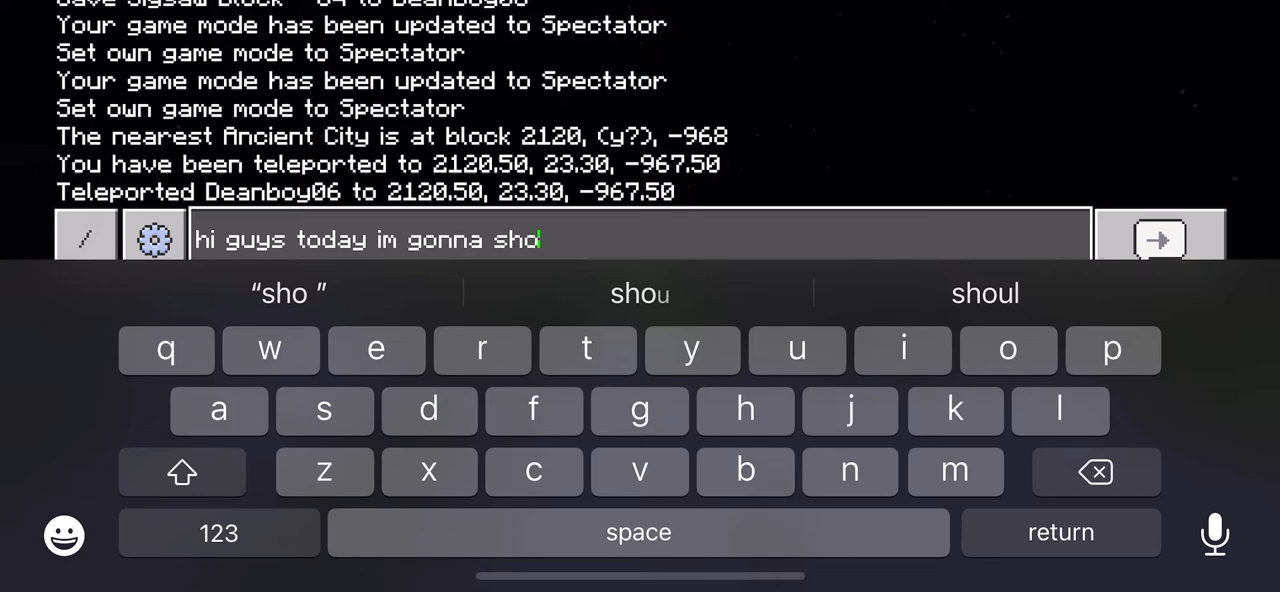 Your game mode has been updated to Spectator
Set own game mode to Spectator
Your game mode has been updated to Spectator
Set own game mode to Spectator
The nearest Ancient City is at block 2120, (y?), -968
You have been teleported to 2120.50, 23.30, -967.50
Teleported Deanboy06 to 2120.50, 23.30, -967.50
/ hi guys today im gonna sho
“sho ” shou shoul
q w e r t y u i o p
a s d f g h j k l
z x c v b n m
123 space return